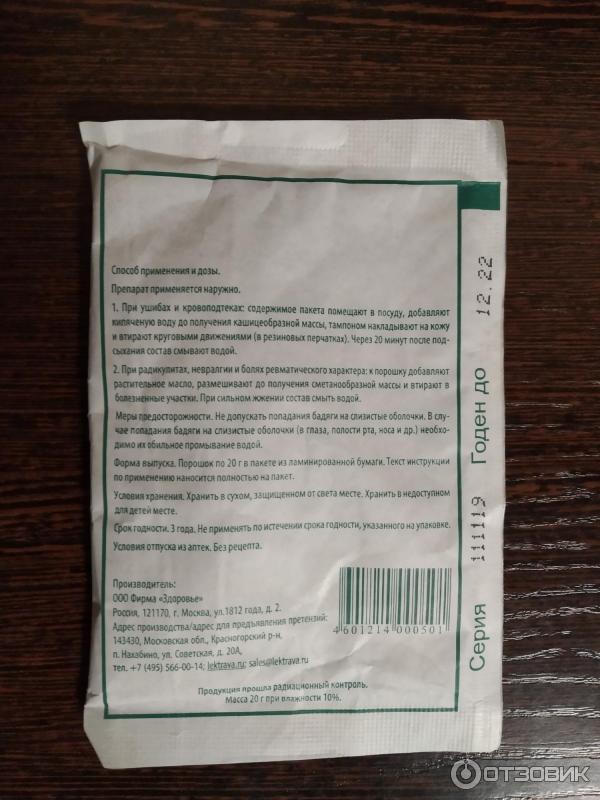 Способ применения и дозы.
Препарат применяется наружно.
1. При ушибах и кровоподтеках: содержимое пакета помещают в посуду, добавляют
кипяченую воду до получения кашицеобразной массы, тампоном накладывают на кожу
и втирают круговыми движениями (в резиновых перчатках). Через 20 минут после под-
сыхания состав смывают водой.
2. При радикулитах, невралгии и болях ревматического характера: к порошку добавляют
растительное масло, размешивают до получения сметанообразной массы и втирают в
болезненные участки. При сильном жжении состав смыть водой.
Меры предосторожности. Не допускать попадания бадяги на слизистые оболочки. В слу-
чае попадания бадяги на слизистые оболочки (в глаза, полости рта, носа и др.) необхо-
димо их обильное промывание водой.
Форма выпуска. Порошок по 20 г в пакете из ламинированной бумаги. Текст инструкции
по применению наносится полностью на пакет.
Условия хранения. Хранить в сухом, защищенном от света месте. Хранить в недоступном
для детей месте.
Срок годности. 3 года. Не применять по истечении срока годности, указанного на упаковке.
Условия отпуска из аптек. Без рецепта.
Производитель:
ООО Фирма «Здоровье»
Россия, 121170, г. Москва, ул.1812 года, д. 2.
Адрес производства/адрес для предъявления претензий:
143430, Московская обл., Красногорский р-н,
п. Нахабино, ул. Советская, д. 20А,
тел. +7 (495) 566-00-14; lektrava.ru; sales@lektrava.ru
4601214000501
Продукция прошла радиационный контроль.
Масса 20 г при влажности 10%.
Серия 111119 Годен до 12.22
ОТЗОВИК